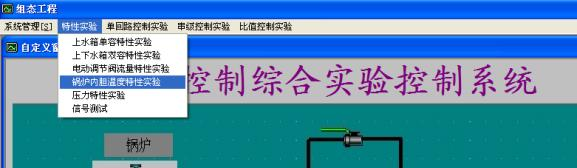 组态工程
系统管理[S] 特性实验 单回路控制实验 串级控制实验 比值控制实验
自定义窗
上水箱单容特性实验
上下水箱双容特性实验
电动调节阀流量特性实验
锅炉内胆温度特性实验
压力特性实验
信号测试
控制综合实验控制系统
锅炉